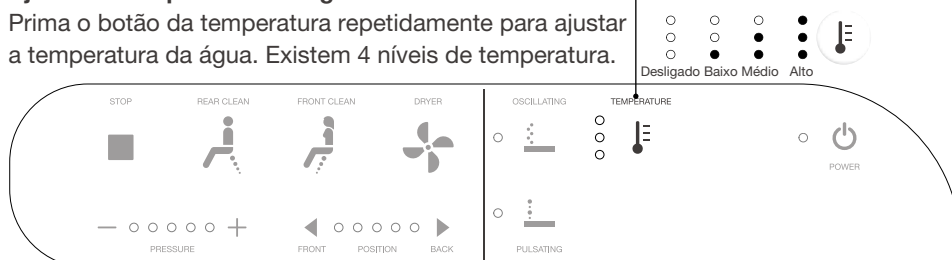 Prima o botão da temperatura repetidamente para ajustar
a temperatura da água. Existem 4 níveis de temperatura.
Desligado Baixo Médio Alto
STOP REAR CLEAN FRONT CLEAN DRYER OSCILLATING TEMPERATURE
POWER
PRESSURE FRONT POSITION BACK PULSATING